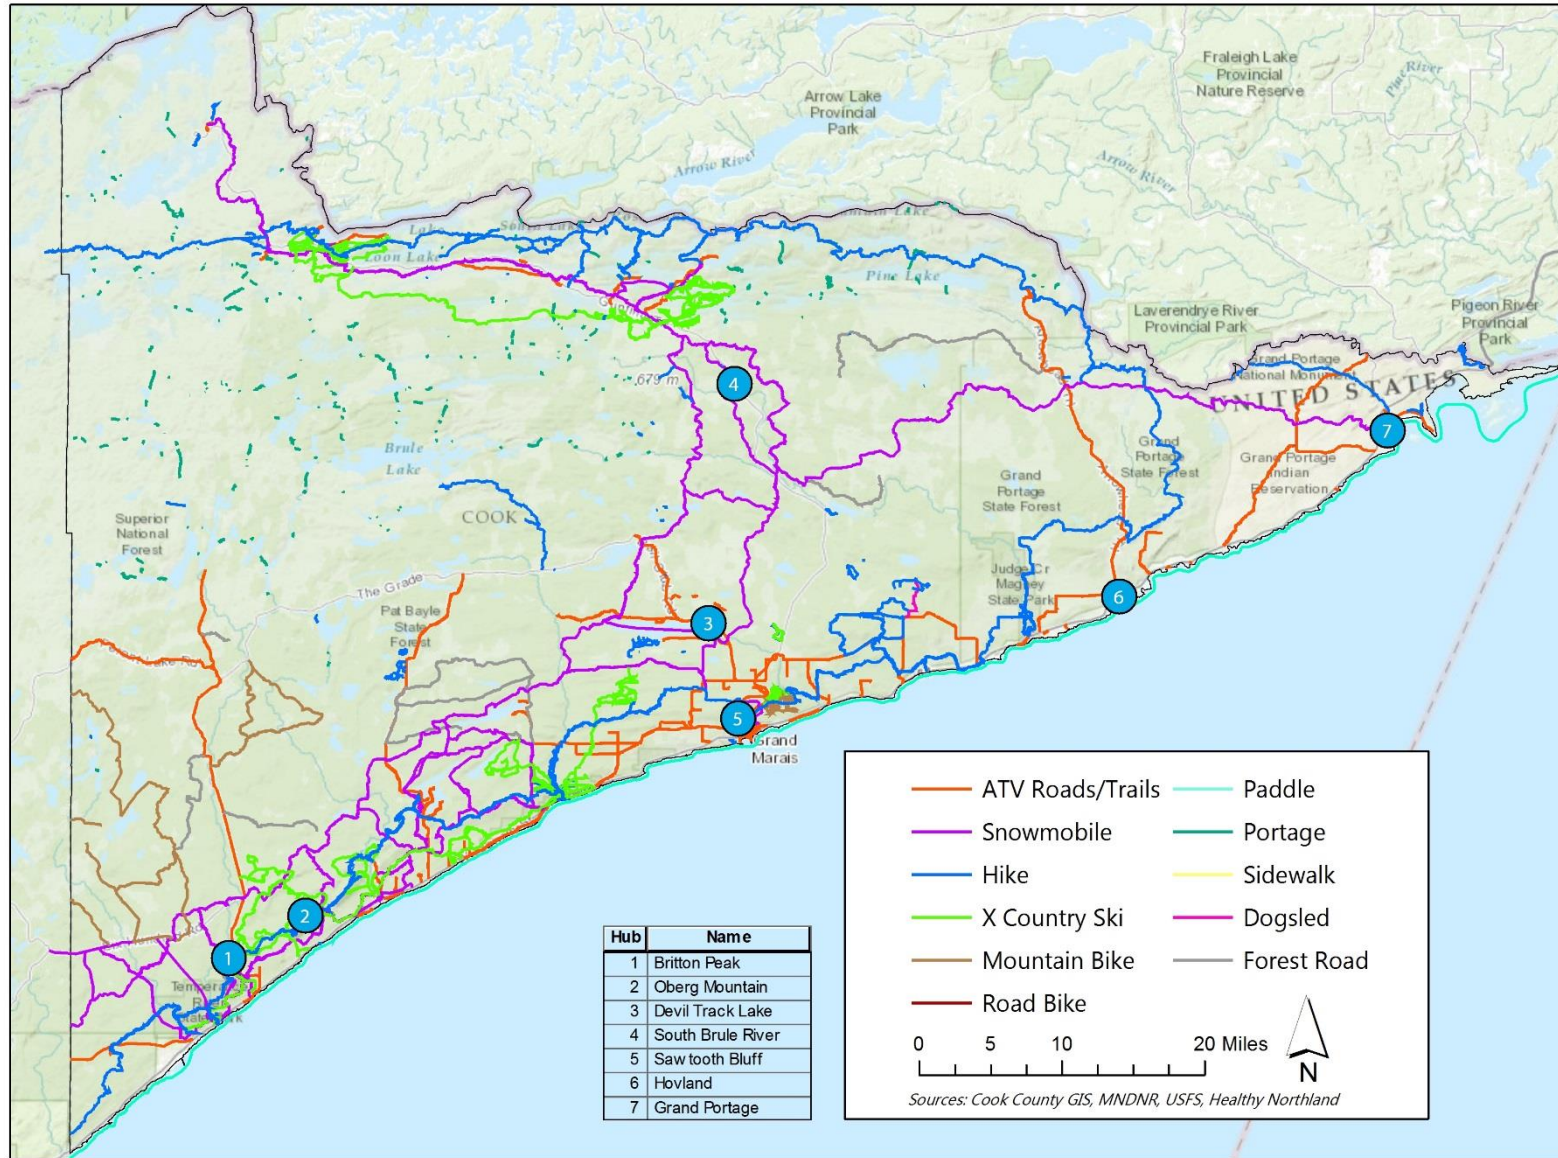 Fraleigh Lake
Provincial
Nature Reserve
Pine River
Arrow Lake
Provincial
Park
Arrow River
Arrow River
Lake
South Lake
Loon Lake
Pine Lake
Laverendrye River
Provincial Park
Pigeon River
Provincial
Park
Grand Portage
National Monument
UNITED STATES
679 m
4
7
Brule
Lake
Grand
Portage
State Forest
Grand
Portage
State Forest
Grand Portage
Indian
Reservation
COOK
Superior
National
Forest
The Grade
Judge C R
Magney
State Park
6
Pat Bayle
State
Forest
3
5
Grand
Marais
2
1
ATV Roads/Trails
Snowmobile
Hike
X Country Ski
Mountain Bike
Road Bike
Paddle
Portage
Sidewalk
Dogsled
Forest Road
0 5 10 20 Miles
N
Sources: Cook County GIS, MNDNR, USFS, Healthy Northland
Hub Name
1 Britton Peak
2 Oberg Mountain
3 Devil Track Lake
4 South Brule River
5 Sawtooth Bluff
6 Hovland
7 Grand Portage